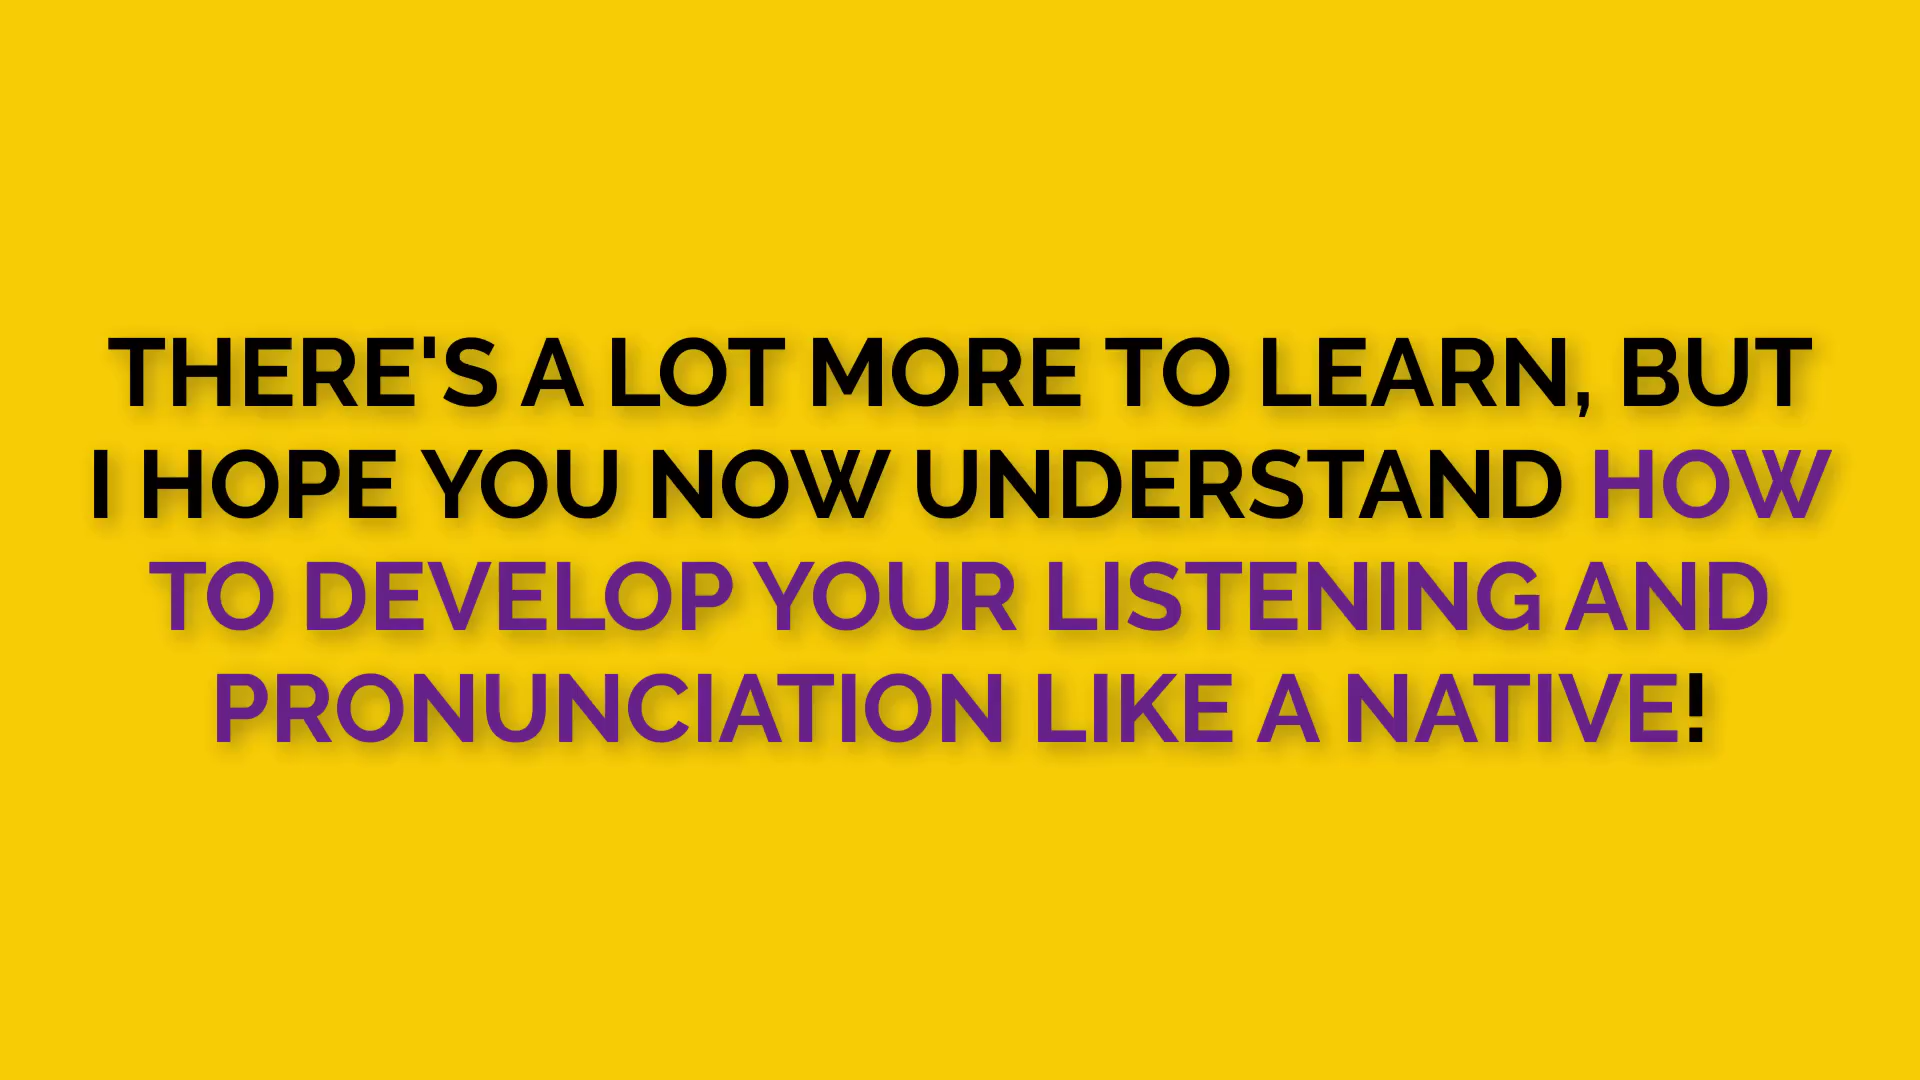 THERE'S A LOT MORE TO LEARN, BUT
I HOPE YOU NOW UNDERSTAND HOW
TO DEVELOP YOUR LISTENING AND
PRONUNCIATION LIKE A NATIVE!